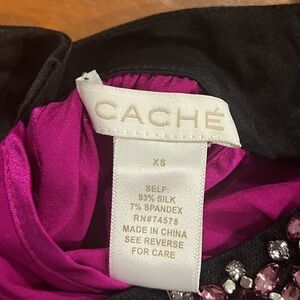 CACHÉ
XS
SELF:
93% SILK
7% SPANDEX
RN#74578
MADE IN CHINA
SEE REVERSE
FOR CARE